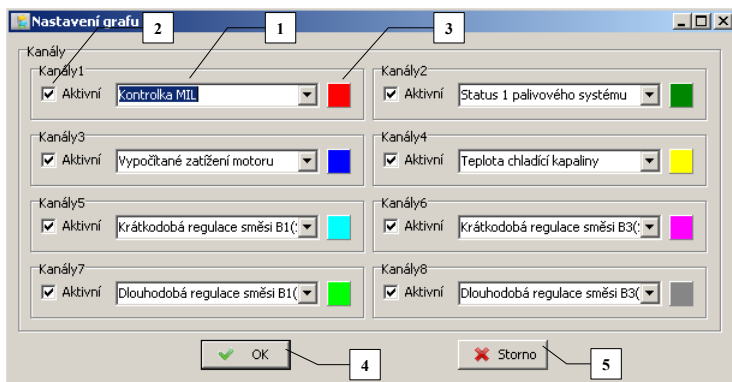 Nastavení grafu
2
1
3
Kanály
Kanály1
Aktivní
Kontrolka MIL
Kanály2
Aktivní
Status 1 palivového systému
Kanály3
Aktivní
Vypočítané zatížení motoru
Kanály4
Aktivní
Teplota chladící kapaliny
Kanály5
Aktivní
Krátkodobá regulace směsi B1(
Kanály6
Aktivní
Krátkodobá regulace směsi B3(
Kanály7
Aktivní
Dlouhodobá regulace směsi B1(
Kanály8
Aktivní
Dlouhodobá regulace směsi B3(
OK
4
Storno
5